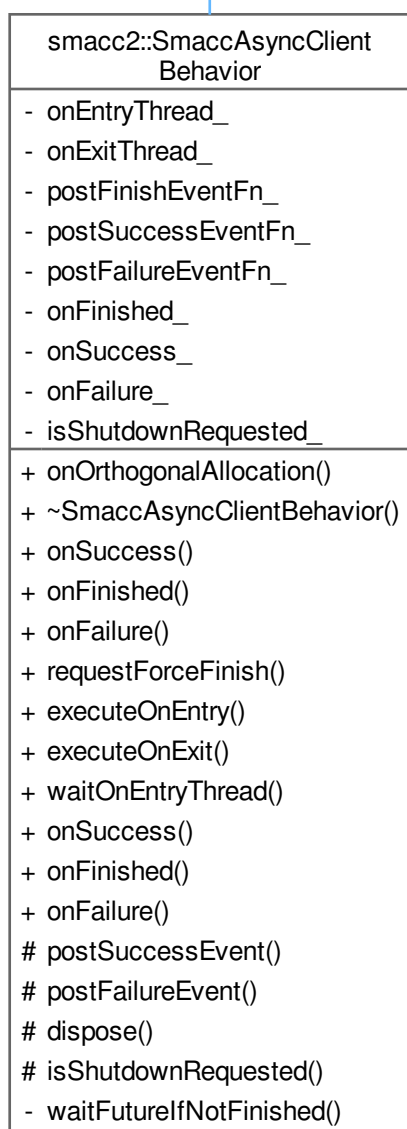 smacc2::SmaccAsyncClient
Behavior
- onEntryThread_
- onExitThread_
- postFinishEventFn_
- postSuccessEventFn_
- postFailureEventFn_
- onFinished_
- onSuccess_
- onFailure_
- isShutdownRequested_
+ onOrthogonalAllocation()
+ ~SmaccAsyncClientBehavior()
+ onSuccess()
+ onFinished()
+ onFailure()
+ requestForceFinish()
+ executeOnEntry()
+ executeOnExit()
+ waitOnEntryThread()
+ onSuccess()
+ onFinished()
+ onFailure()
# postSuccessEvent()
# postFailureEvent()
# dispose()
# isShutdownRequested()
- waitFutureIfNotFinished()